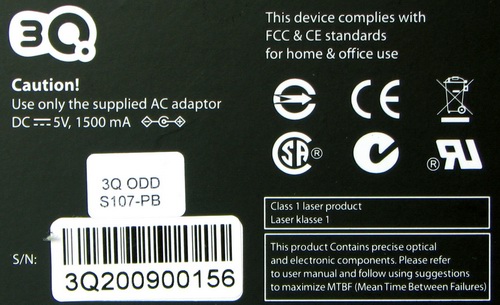 3Q
Caution!
Use only the supplied AC adaptor
DC 5V, 1500 mA
3Q ODD
S107-PB
S/N:
3Q200900156
This device complies with
FCC & CE standards
for home & office use
CE
SA®
®
Class 1 laser product
Laser klasse 1
This product Contains precise optical
and electronic components. Please refer
to user manual and follow using suggestions
to maximize MTBF (Mean Time Between Failures)